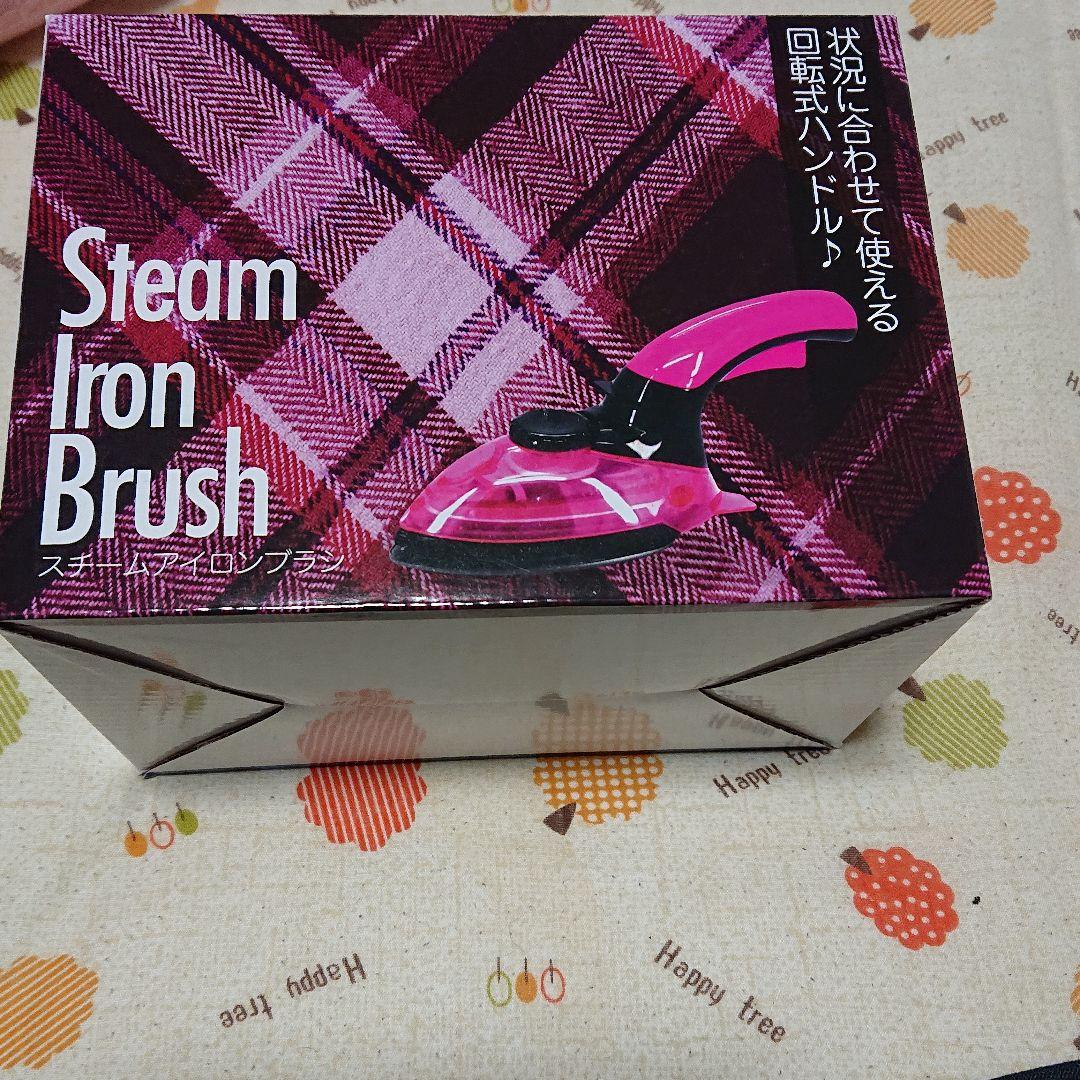 状況に合わせて使える
回転式ハンドル♪
Steam
Iron
Brush
スチームアイロンブラシ
Happy tree
Happy tree
Happy tree
Happy tree
tree